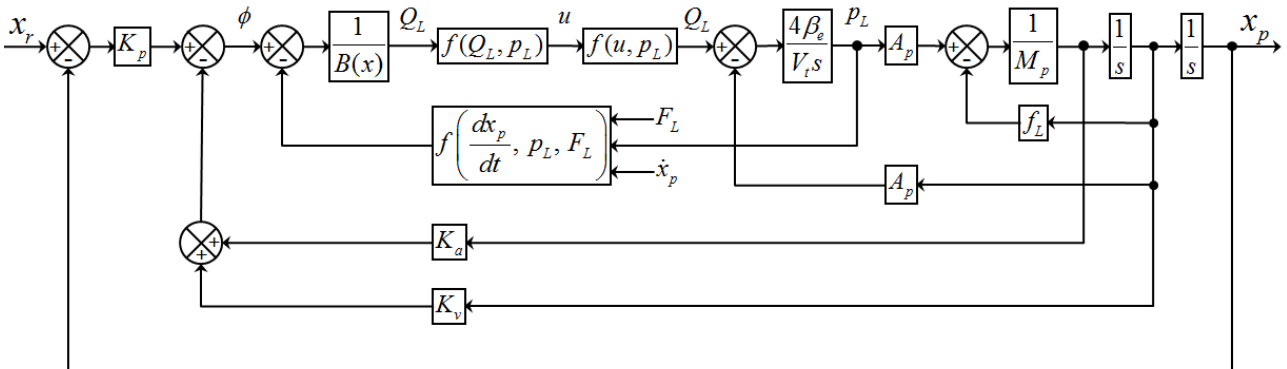 x_r + - K_p + - ϕ + - 1/B(x) Q_L f(Q_L, p_L) u f(u, p_L) Q_L + - 4β_e/V_t s p_L A_p + - 1/M_p 1/s 1/s x_p
f_L
f(dx_p/dt, p_L, F_L) F_L
ẋ_p A_p
+ + K_a
K_v
-